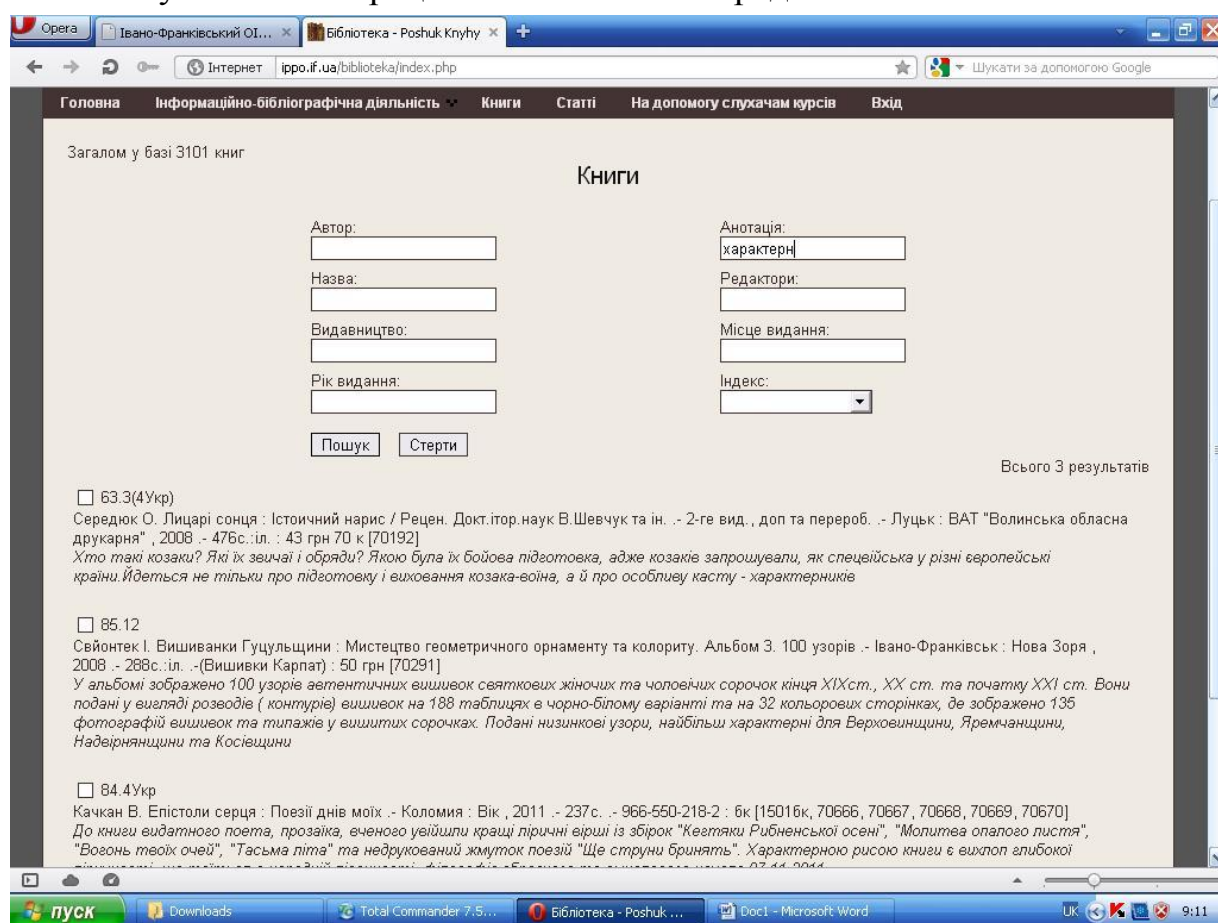 Opera
Івано-Франківський ОІ...
Бібліотека - Poshuk Knyhy
Інтернет
ippo.if.ua/biblioteka/index.php
Шукати за допомогою Google
Головна Інформаційно-бібліографічна діяльність Книги Статті На допомогу слухачам курсів Вхід
Загалом у базі 3101 книг
Книги
Автор:
Анотація:
характерн
Назва:
Редактори:
Видавництво:
Місце видання:
Рік видання:
Індекс:
Пошук Стерти
Всього 3 результатів
63.3(4Укр)
Середюк О. Лицарі сонця : Істоичний нарис / Рецен. Докт.ітор.наук В.Шевчук та ін. .- 2-ге вид., доп та перероб. .- Луцьк : ВАТ "Волинська обласна
друкарня" , 2008 .- 476с.:іл. : 43 грн 70 к [70192]
Хто такі козаки? Які їх звичаї і обряди? Якою була їх бойова підготовка, адже козаків запрошували, як спецвійська у різні європейські
країни.Йдеться не тільки про підготовку і виховання козака-воїна, а й про особливу касту - характерників
85.12
Свйонтек І. Вишиванки Гуцульщини : Мистецтво геометричного орнаменту та колориту. Альбом 3. 100 узорів .- Івано-Франківськ : Нова Зоря ,
2008 .- 288с.:іл. .-(Вишивки Карпат) : 50 грн [70291]
У альбомі зображено 100 узорів автентичних вишивок святкових жіночих та чоловічих сорочок кінця XIXст., XX ст. та початку XXI ст. Вони
подані у вигляді розводів ( контурів) вишивок на 188 таблицях в чорно-білому варіанті та на 32 кольорових сторінках, де зображено 135
фотографій вишивок та типажів у вишитих сорочках. Подані низинкові узори, найбільш характерні для Верховинщини, Яремчанщини,
Надвірнянщини та Косівщини
84.4Укр
Качкан В. Епістоли серця : Поезії днів моїх .- Коломия : Вік , 2011 .- 237с. .- 966-550-218-2 : бк [15016к, 70666, 70667, 70668, 70669, 70670]
До книги видатного поета, прозаїка, вченого увійшли кращі ліричні вірші із збірок "Кегтяки Рибненської осені", "Молитва опалого листя",
"Вогонь твоїх очей", "Тасьма літа" та недрукований жмуток поезій "Ще струни бринять". Характерною рисою книги є вихлоп глибокої
пуск
Downloads
Total Commander 7.5...
Бібліотека - Poshuk ...
Doc1 - Microsoft Word
UK
9:11